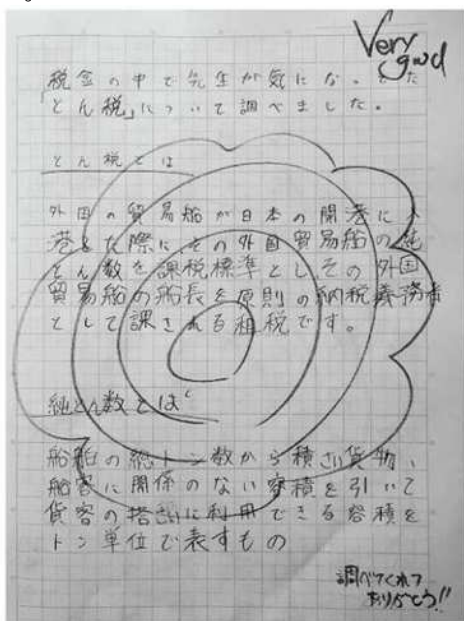 Very
good
税金の中で先生が気になった
「とん税」について調べました。
とん税とは
外国の貿易船が日本の開港に入
港した際にその外国貿易船の純
とん数を課税標準としその外国
貿易船の船長を原則の納税義務者
として課される租税です。
純とん数とは
船舶の総トン数から積さい貨物、
船客に関係のない容積を引いて
貨客の搭さいに利用できる容積を
トン単位で表すもの
調べてくれて
ありがとう!!